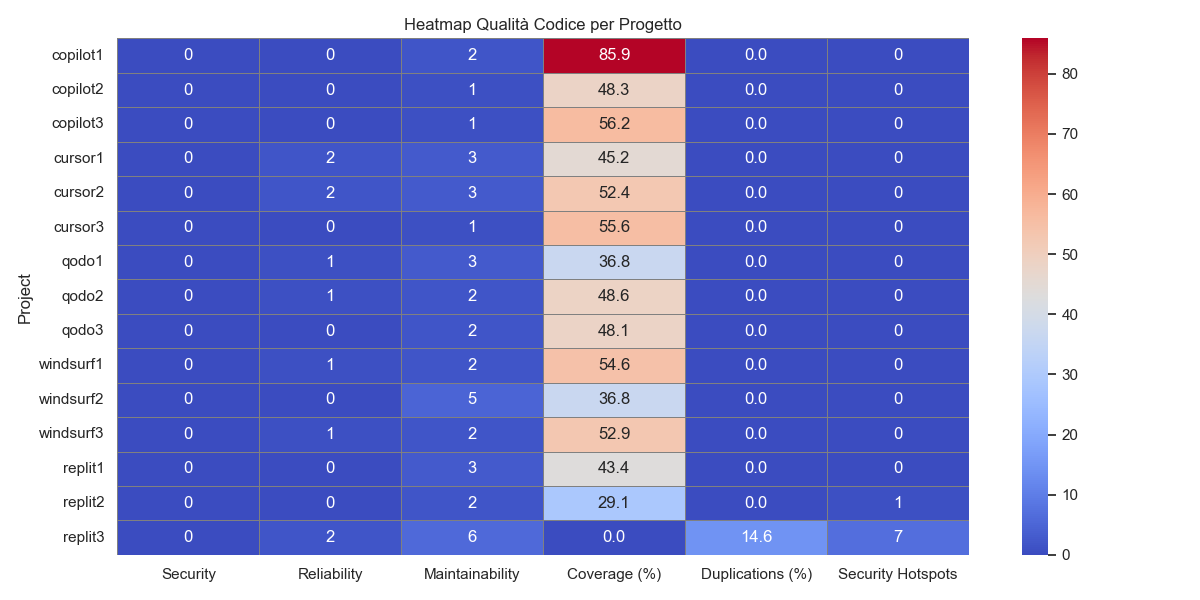 Heatmap Qualità Codice per Progetto
Project
copilot1 0 0 2 85.9 0.0 0
copilot2 0 0 1 48.3 0.0 0
copilot3 0 0 1 56.2 0.0 0
cursor1 0 2 3 45.2 0.0 0
cursor2 0 2 3 52.4 0.0 0
cursor3 0 0 1 55.6 0.0 0
qodo1 0 1 3 36.8 0.0 0
qodo2 0 1 2 48.6 0.0 0
qodo3 0 0 2 48.1 0.0 0
windsurf1 0 1 2 54.6 0.0 0
windsurf2 0 0 5 36.8 0.0 0
windsurf3 0 1 2 52.9 0.0 0
replit1 0 0 3 43.4 0.0 0
replit2 0 0 2 29.1 0.0 1
replit3 0 2 6 0.0 14.6 7
Security Reliability Maintainability Coverage (%) Duplications (%) Security Hotspots
80
70
60
50
40
30
20
10
0